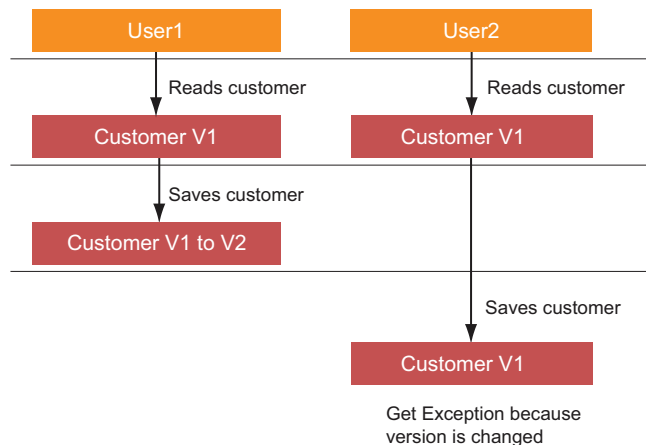 User1
User2
Reads customer
Reads customer
Customer V1
Customer V1
Saves customer
Customer V1 to V2
Saves customer
Customer V1
Get Exception because
version is changed